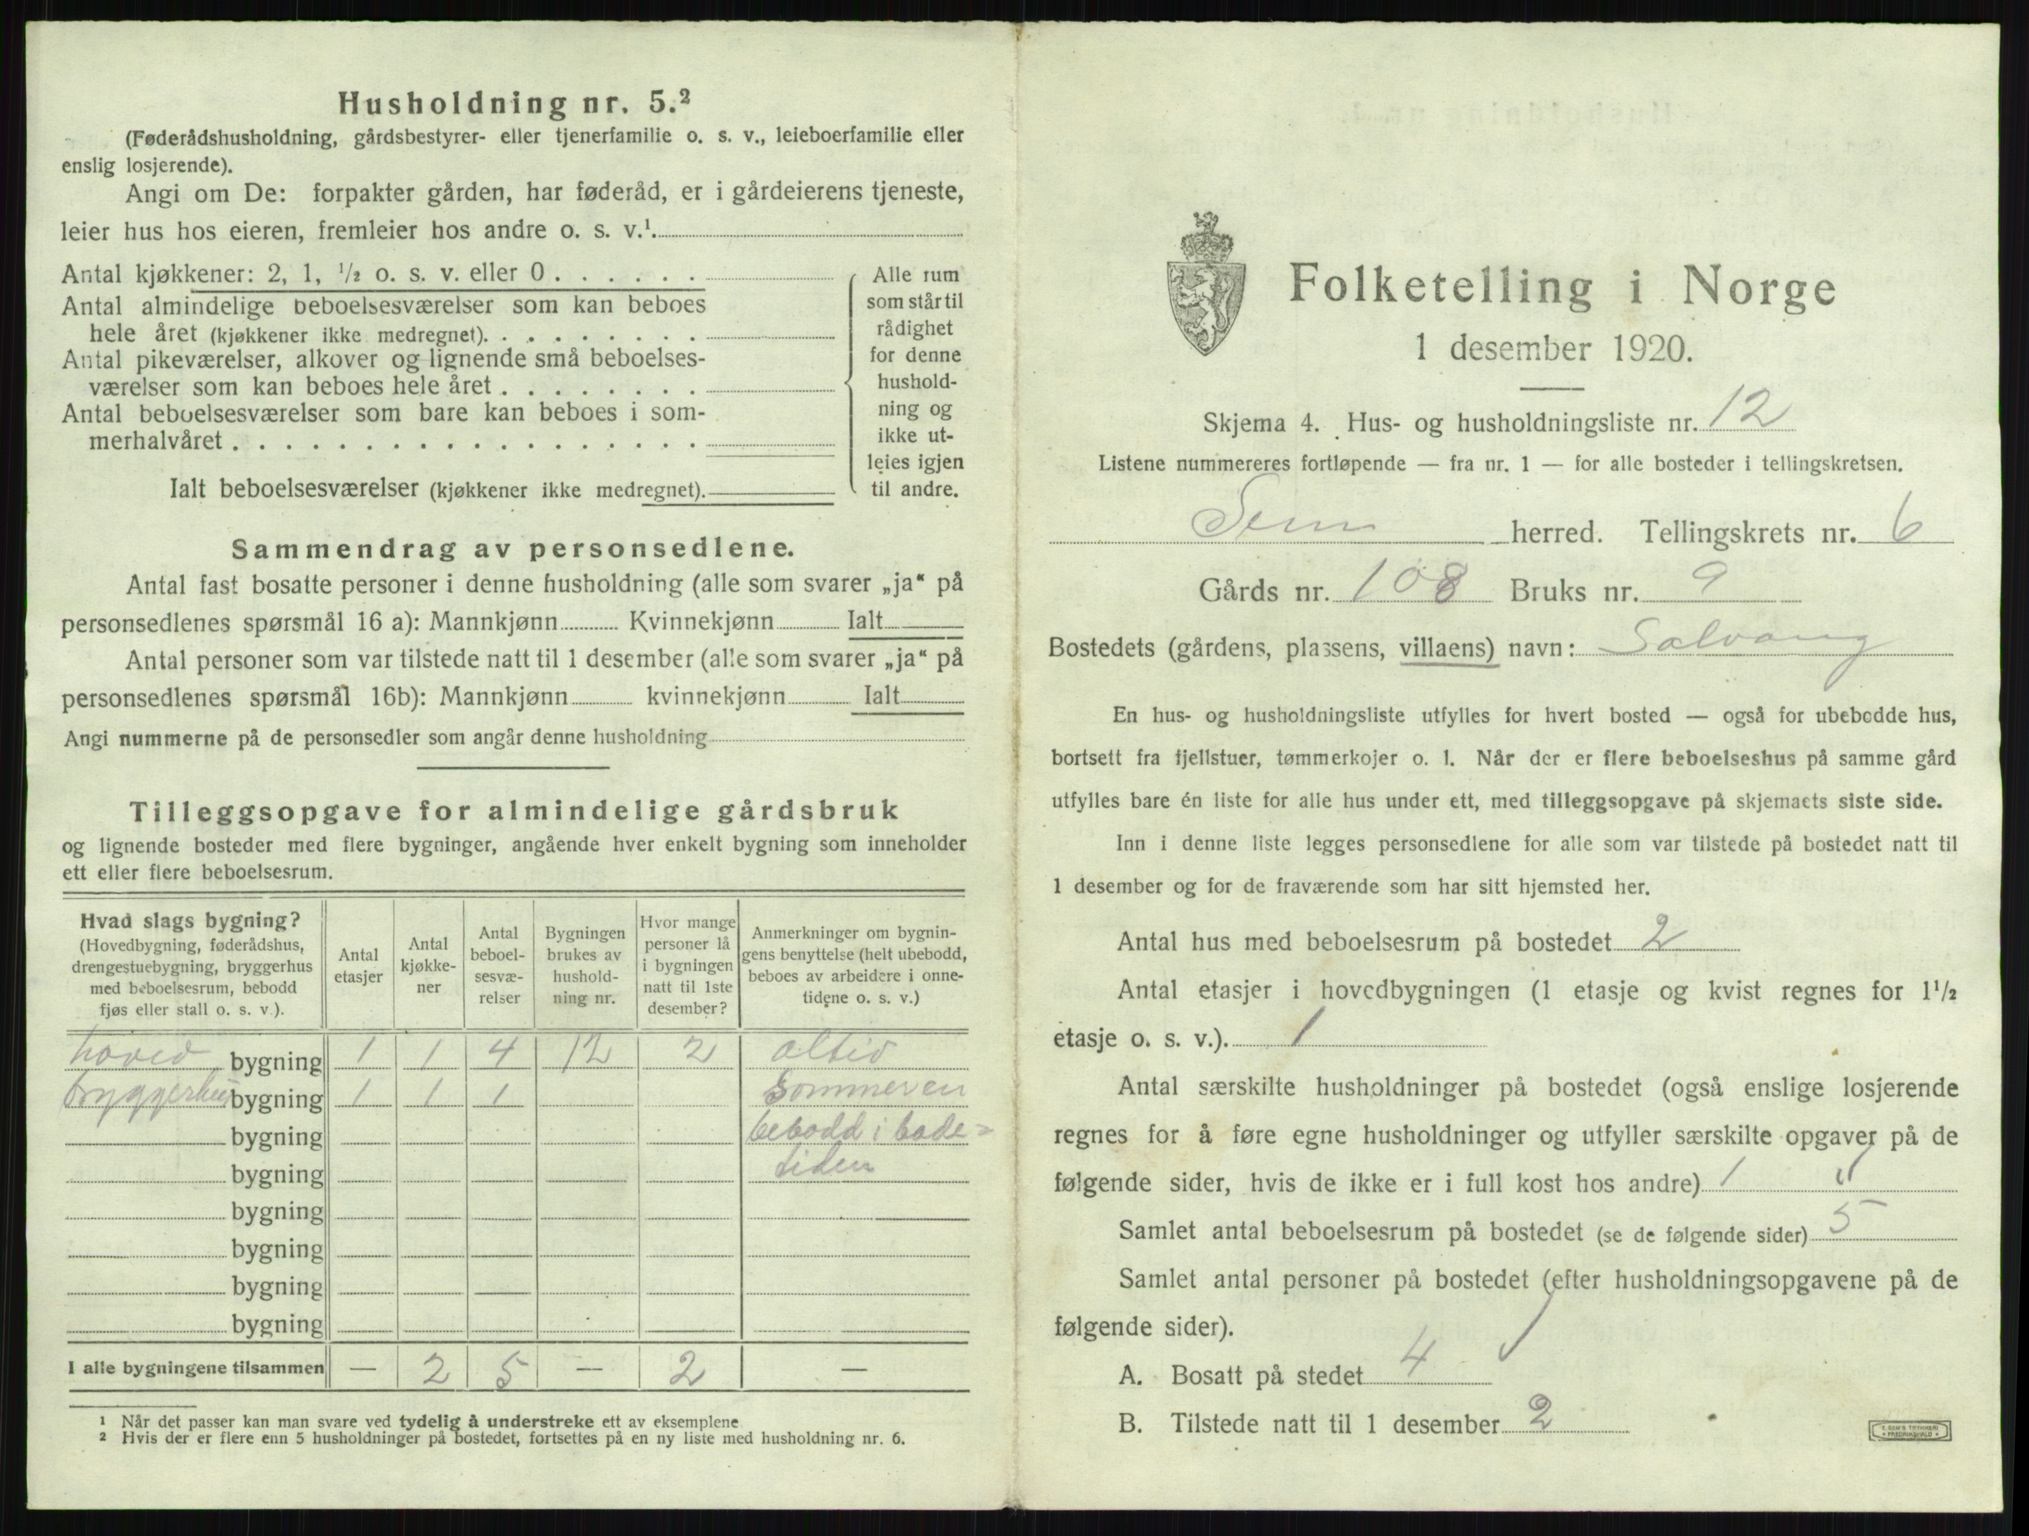 Husholdning nr. 5.²
(Føderådshusholdning, gårdsbestyrer- eller tjenerfamilie o. s. v., leieboerfamilie eller
enslig losjerende).
Angi om De: forpakter gården, har føderåd, er i gårdeierens tjeneste,
leier hus hos eieren, fremleier hos andre o. s. v.¹
Antal kjøkkener: 2, 1, ½ o. s. v. eller 0 . . . . . .
Antal almindelige beboelsesværelser som kan beboes
hele året (kjøkkener ikke medregnet). . . . . . . . .
Antal pikeværelser, alkover og lignende små beboelses-
værelser som kan beboes hele året . . . . . . . .
Antal beboelsesværelser som bare kan beboes i som-
merhalvåret . . . . . . . . . . . . . . . . . .
Ialt beboelsesværelser (kjøkkener ikke medregnet).
Alle rum
som står til
rådighet
for denne
hushold-
ning og
ikke ut-
leies igjen
til andre.
Sammendrag av personsedlene.
Antal fast bosatte personer i denne husholdning (alle som svarer „ja“ på
personsedlenes spørsmål 16 a): Mannkjønn Kvinnekjønn Ialt
Antal personer som var tilstede natt til 1 desember (alle som svarer „ja“ på
personsedlenes spørsmål 16b): Mannkjønn kvinnekjønn Ialt
Angi nummerne på de personsedler som angår denne husholdning
Tilleggsopgave for almindelige gårdsbruk
og lignende bosteder med flere bygninger, angående hver enkelt bygning som inneholder
ett eller flere beboelsesrum.
Hvad slags bygning?
(Hovedbygning, føderådshus,
drengestuebygning, bryggerhus
med beboelsesrum, bebodd
fjøs eller stall o. s. v.).
Antal
etasjer
Antal
kjøkke-
ner
Antal
beboel-
sesvæ-
relser
Bygningen
brukes av
hushold-
ning nr.
Hvor mange
personer lå
i bygningen
natt til 1ste
desember?
Anmerkninger om bygnin-
gens benyttelse (helt ubebodd,
beboes av arbeidere i onne-
tidene o. s. v.)
hoved bygning 1 1 4 12 2 altid
bryggerhus bygning 1 1 1 sommeren
bygning bebodd i bade-
bygning tiden
bygning
bygning
bygning
bygning
I alle bygningene tilsammen — 2 5 — 2 —
¹ Når det passer kan man svare ved tydelig å understreke ett av eksemplene
² Hvis der er flere enn 5 husholdninger på bostedet, fortsettes på en ny liste med husholdning nr. 6.
Folketelling i Norge
1 desember 1920.
Skjema 4. Hus- og husholdningsliste nr. 12
Listene nummereres fortløpende — fra nr. 1 — for alle bosteder i tellingskretsen.
Sem herred. Tellingskrets nr. 6
Gårds nr. 108 Bruks nr. 9
Bostedets (gårdens, plassens, villaens) navn: Solvang
En hus- og husholdningsliste utfylles for hvert bosted — også for ubebodde hus,
bortsett fra fjellstuer, tømmerkojer o. l. Når der er flere beboelseshus på samme gård
utfylles bare én liste for alle hus under ett, med tilleggsopgave på skjemaets siste side.
Inn i denne liste legges personsedlene for alle som var tilstede på bostedet natt til
1 desember og for de fraværende som har sitt hjemsted her.
Antal hus med beboelsesrum på bostedet 2
Antal etasjer i hovedbygningen (1 etasje og kvist regnes for 1½
etasje o. s. v.). 1
Antal særskilte husholdninger på bostedet (også enslige losjerende
regnes for å føre egne husholdninger og utfyller særskilte opgaver på de
følgende sider, hvis de ikke er i full kost hos andre) 1
Samlet antal beboelsesrum på bostedet (se de følgende sider) 5
Samlet antal personer på bostedet (efter husholdningsopgavene på de
følgende sider).
A. Bosatt på stedet 4
B. Tilstede natt til 1 desember 2